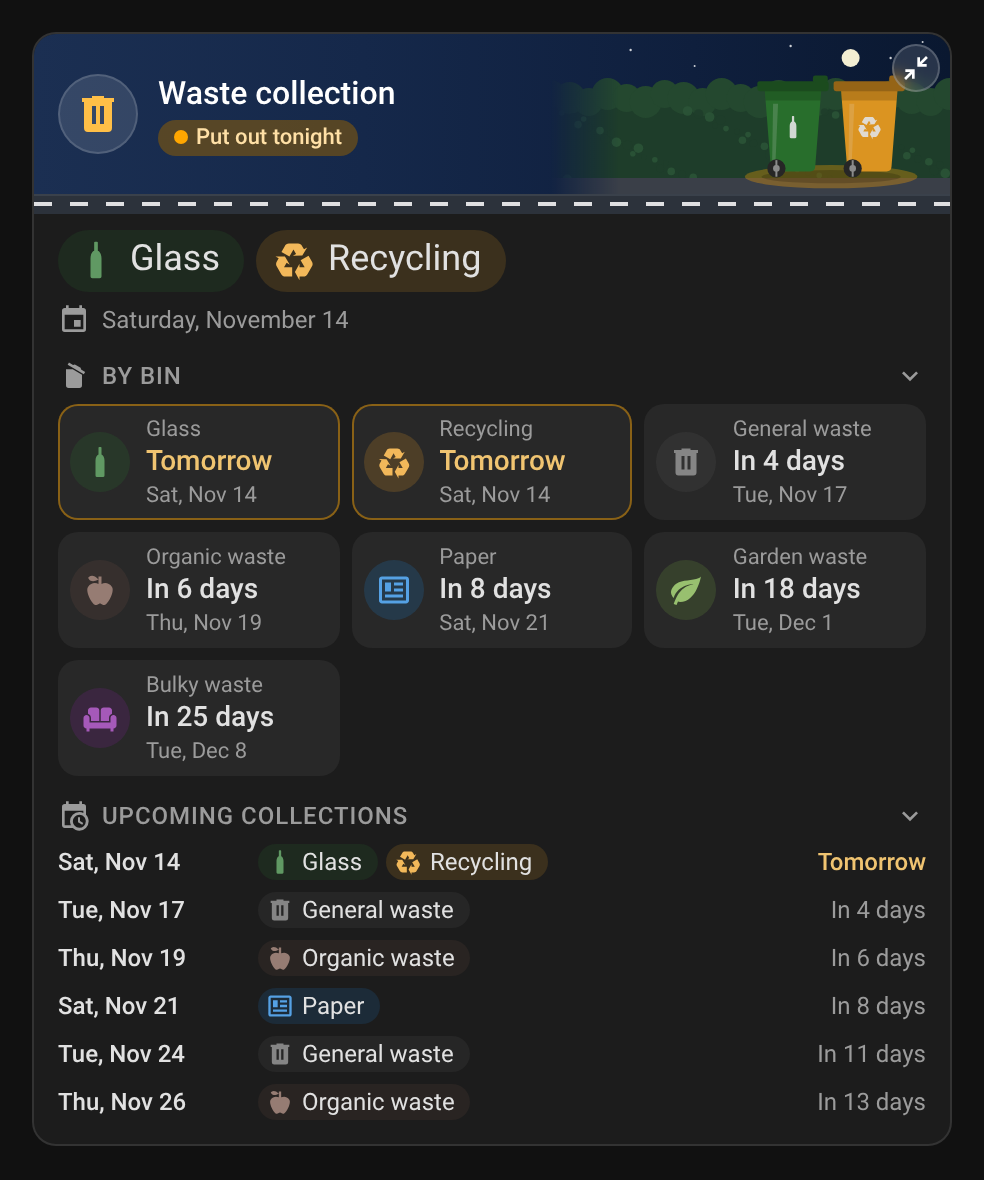 Waste collection
Put out tonight
Glass Recycling
Saturday, November 14
BY BIN
Glass
Tomorrow
Sat, Nov 14
Recycling
Tomorrow
Sat, Nov 14
General waste
In 4 days
Tue, Nov 17
Organic waste
In 6 days
Thu, Nov 19
Paper
In 8 days
Sat, Nov 21
Garden waste
In 18 days
Tue, Dec 1
Bulky waste
In 25 days
Tue, Dec 8
UPCOMING COLLECTIONS
Sat, Nov 14 Glass Recycling Tomorrow
Tue, Nov 17 General waste In 4 days
Thu, Nov 19 Organic waste In 6 days
Sat, Nov 21 Paper In 8 days
Tue, Nov 24 General waste In 11 days
Thu, Nov 26 Organic waste In 13 days